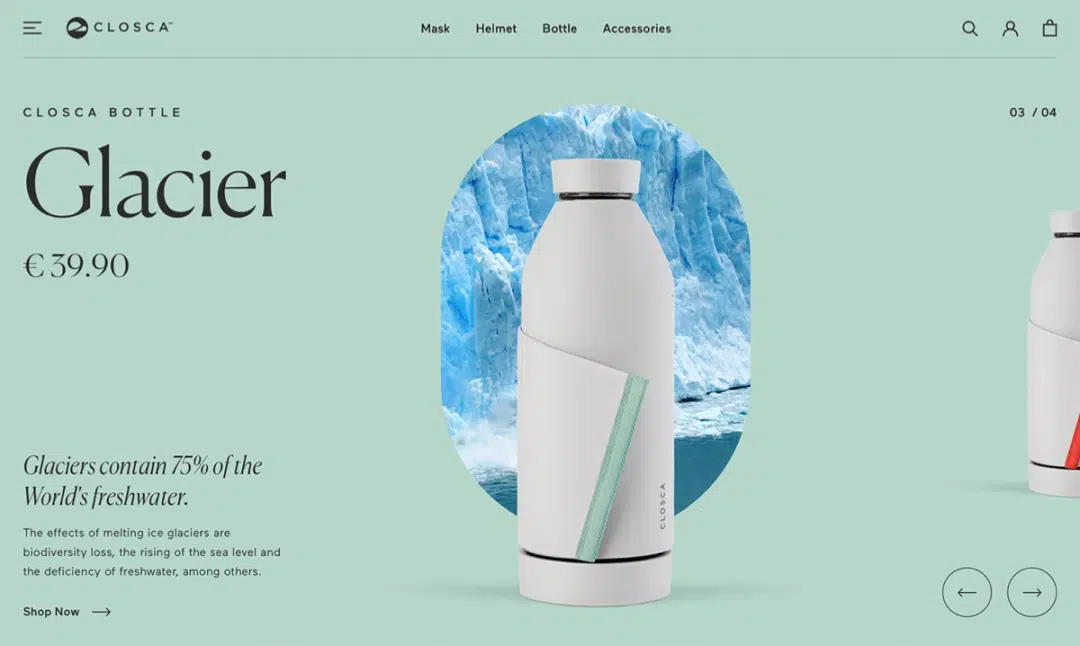 CLOSCA™
Mask Helmet Bottle Accessories
CLOSCA BOTTLE
03 / 04
Glacier
€ 39.90
Glaciers contain 75% of the
World's freshwater.
The effects of melting ice glaciers are
biodiversity loss, the rising of the sea level and
the deficiency of freshwater, among others.
Shop Now
CLOSCA